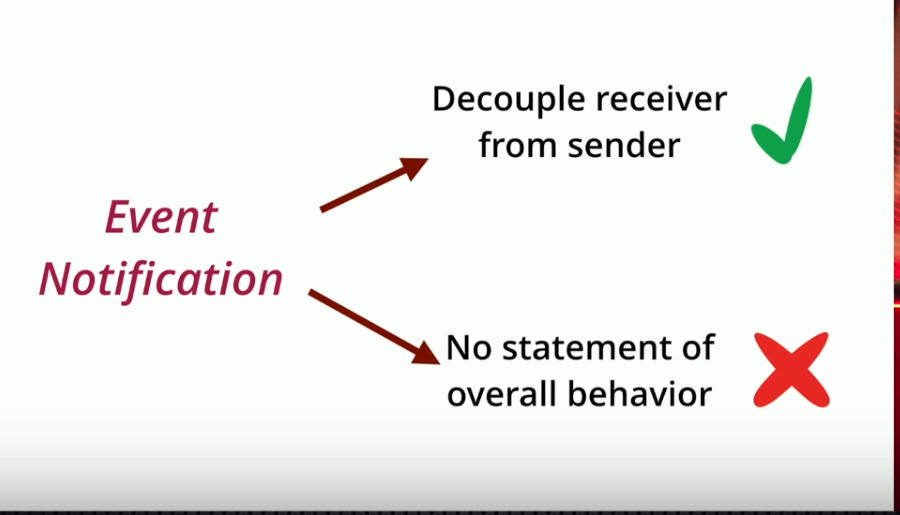 Decouple receiver
from sender
Event
Notification
No statement of
overall behavior